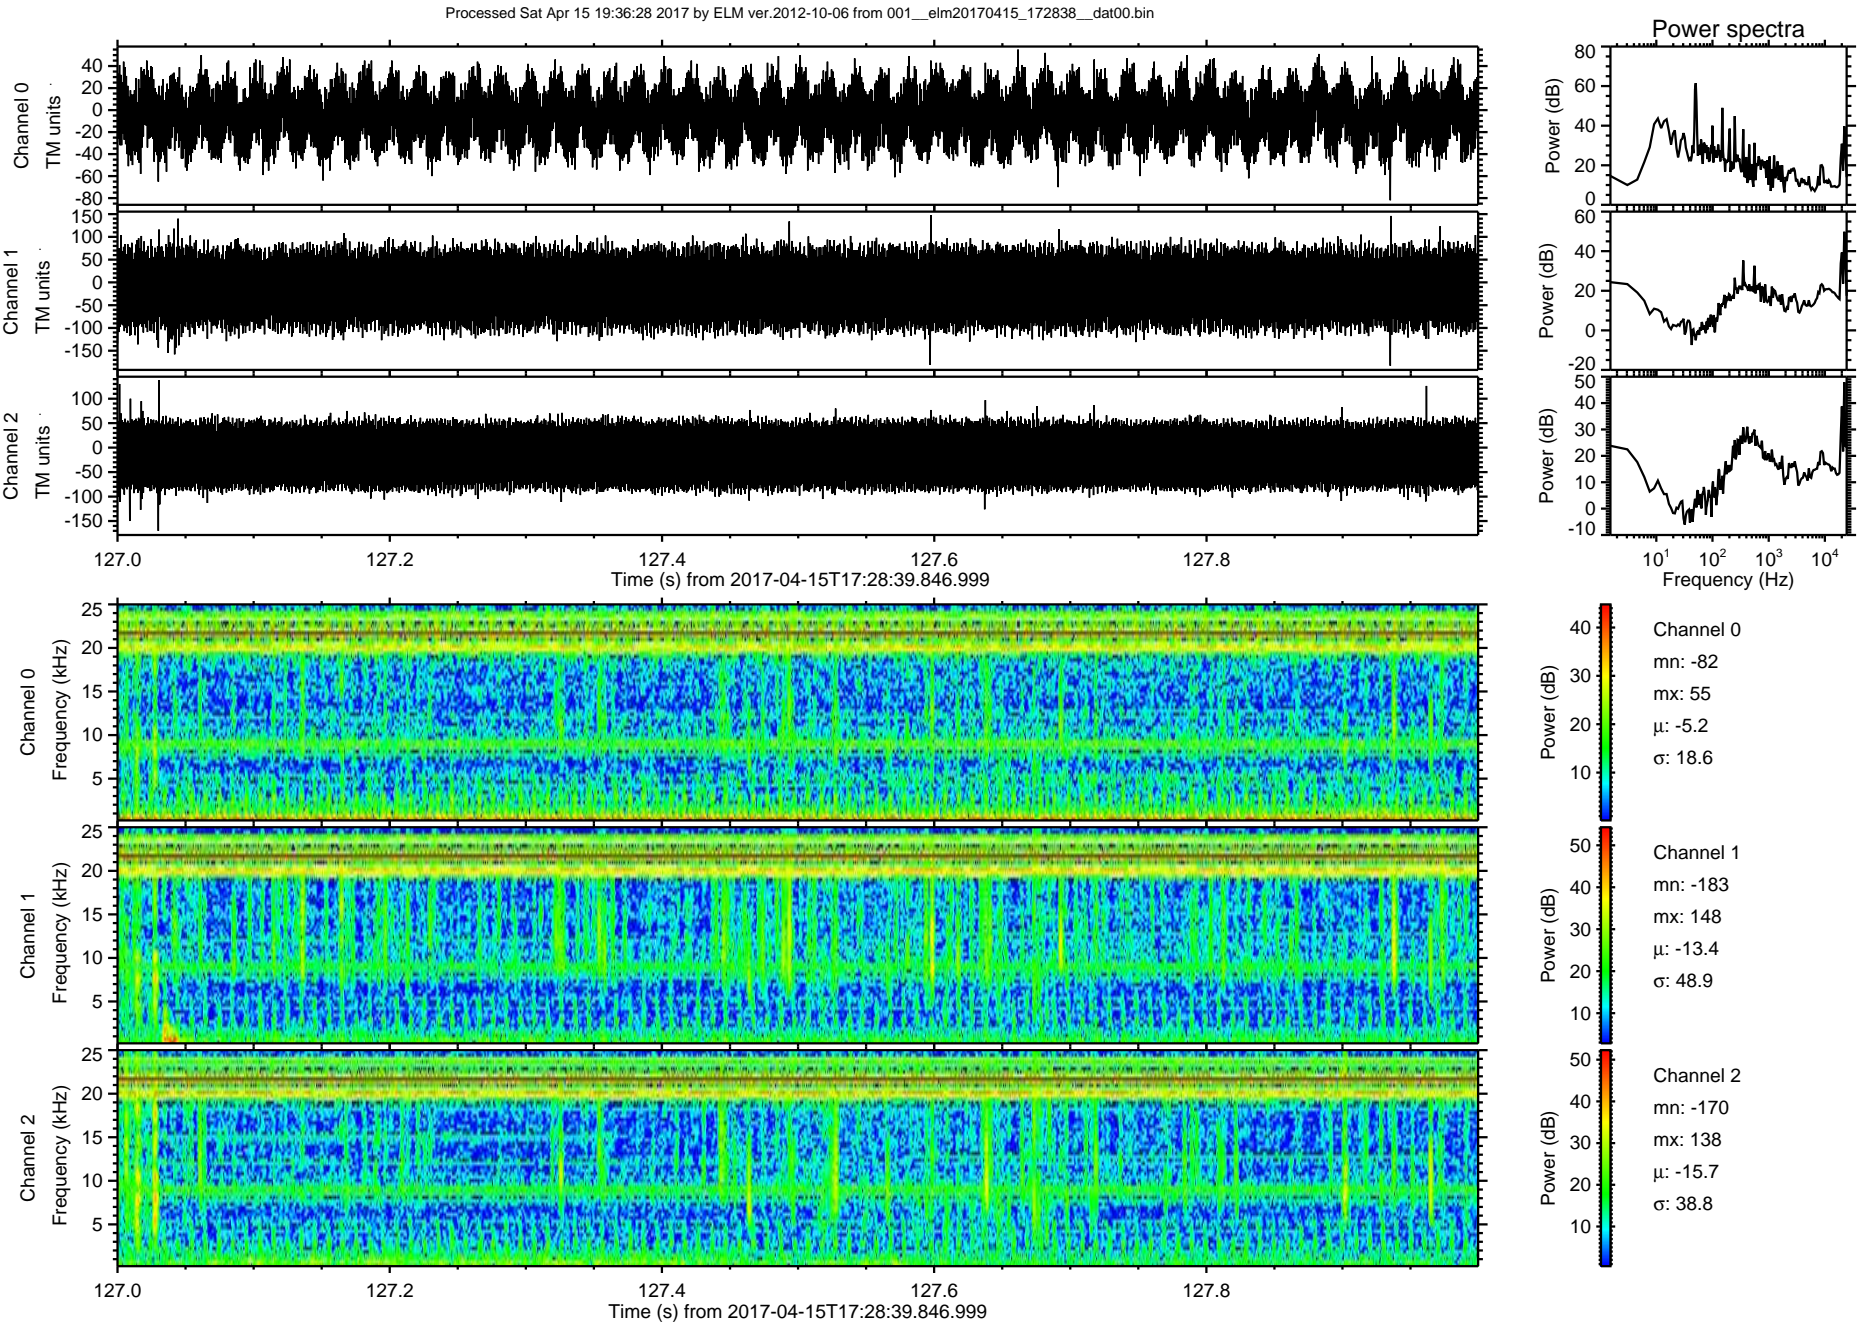 Processed Sat Apr 15 19:36:28 2017 by ELM ver.2012-10-06 from 001__elm20170415_172838__dat00.bin
Power spectra
Channel 0
TM units
40
20
0
-20
-40
-60
-80
Power (dB)
80
60
40
20
0
Channel 1
TM units
150
100
50
0
-50
-100
-150
Power (dB)
60
40
20
0
-20
Channel 2
TM units
100
50
0
-50
-100
-150
Power (dB)
50
40
30
20
10
0
-10
127.0 127.2 127.4 127.6 127.8
Time (s) from 2017-04-15T17:28:39.846.999
10^1 10^2 10^3 10^4
Frequency (Hz)
Channel 0
Frequency (kHz)
25
20
15
10
5
Power (dB)
40
30
20
10
Channel 0
mn: -82
mx: 55
μ: -5.2
σ: 18.6
Channel 1
Frequency (kHz)
25
20
15
10
5
Power (dB)
50
40
30
20
10
Channel 1
mn: -183
mx: 148
μ: -13.4
σ: 48.9
Channel 2
Frequency (kHz)
25
20
15
10
5
Power (dB)
50
40
30
20
10
Channel 2
mn: -170
mx: 138
μ: -15.7
σ: 38.8
127.0 127.2 127.4 127.6 127.8
Time (s) from 2017-04-15T17:28:39.846.999